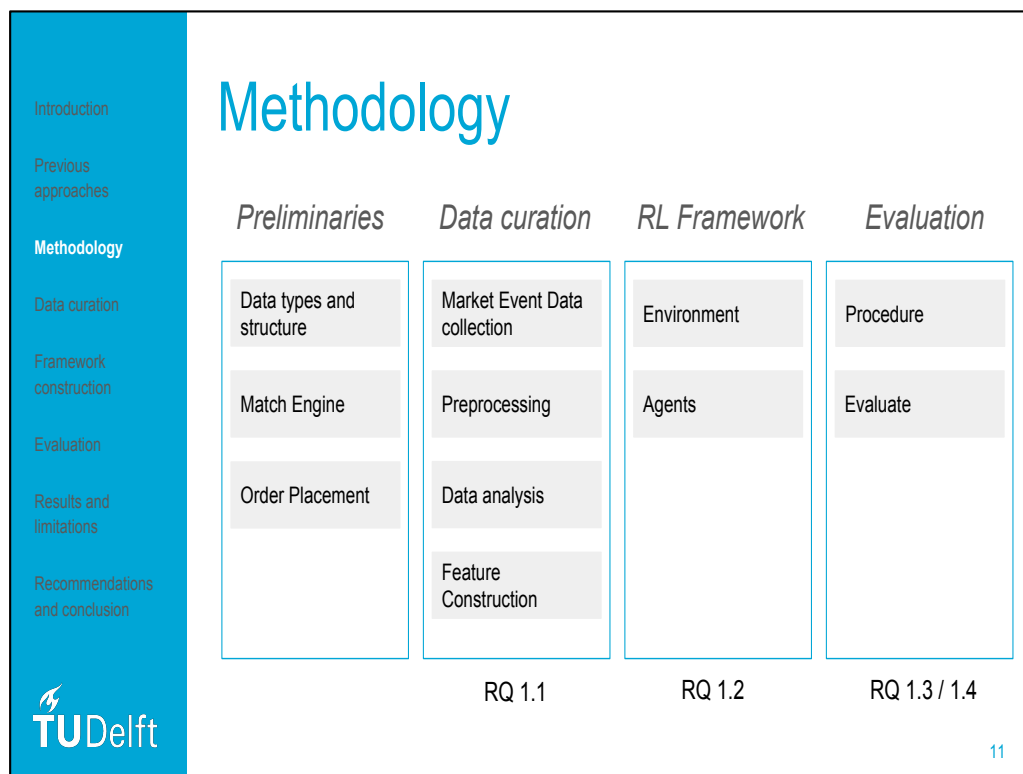 Introduction
Previous
approaches
Methodology
Data curation
Framework
construction
Evaluation
Results and
limitations
Recommendations
and conclusion
TUDelft
Methodology
Preliminaries
Data types and
structure
Match Engine
Order Placement
Data curation
Market Event Data
collection
Preprocessing
Data analysis
Feature
Construction
RQ 1.1
RL Framework
Environment
Agents
RQ 1.2
Evaluation
Procedure
Evaluate
RQ 1.3 / 1.4
11